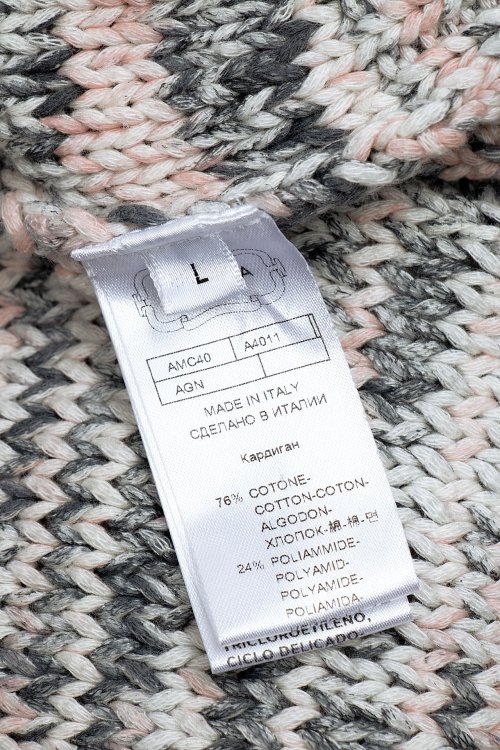 L
A
AMC40 A4011
AGN
MADE IN ITALY
СДЕЛАНО В ИТАЛИИ
Кардиган
76% COTONE-
COTTON-COTON-
ALGODON-
ХЛОПОК-綿-棉-면
24% POLIAMMIDE-
POLYAMID-
POLYAMIDE-
POLIAMIDA-
TRICLOROETILENO,
CICLO DELICADO